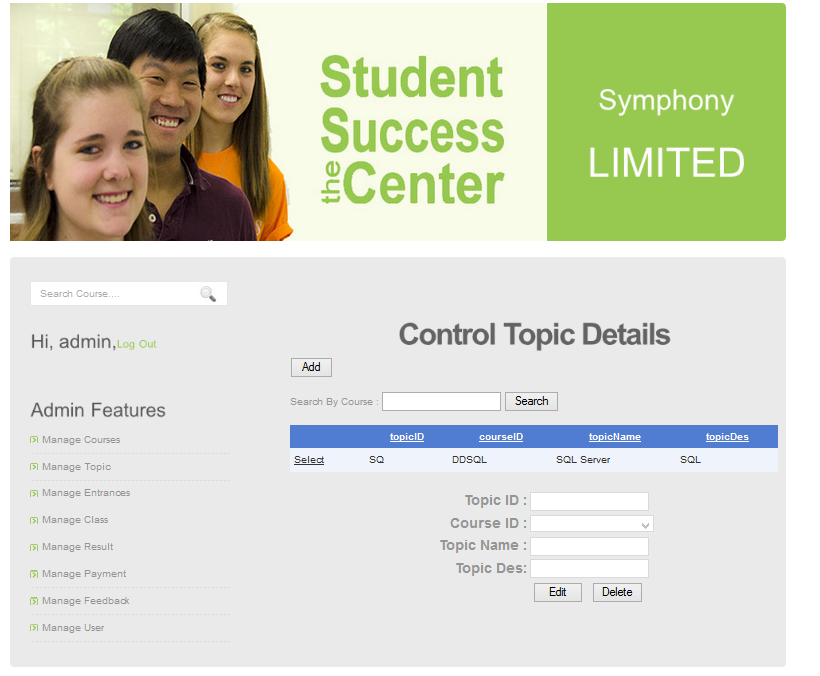 Student
Success
the Center
Symphony
LIMITED
Search Course....
Hi, admin,Log Out
Admin Features
Manage Courses
Manage Topic
Manage Entrances
Manage Class
Manage Result
Manage Payment
Manage Feedback
Manage User
Control Topic Details
Add
Search By Course : Search
topicID courseID topicName topicDes
Select SQ DDSQL SQL Server SQL
Topic ID :
Course ID :
Topic Name :
Topic Des:
Edit Delete